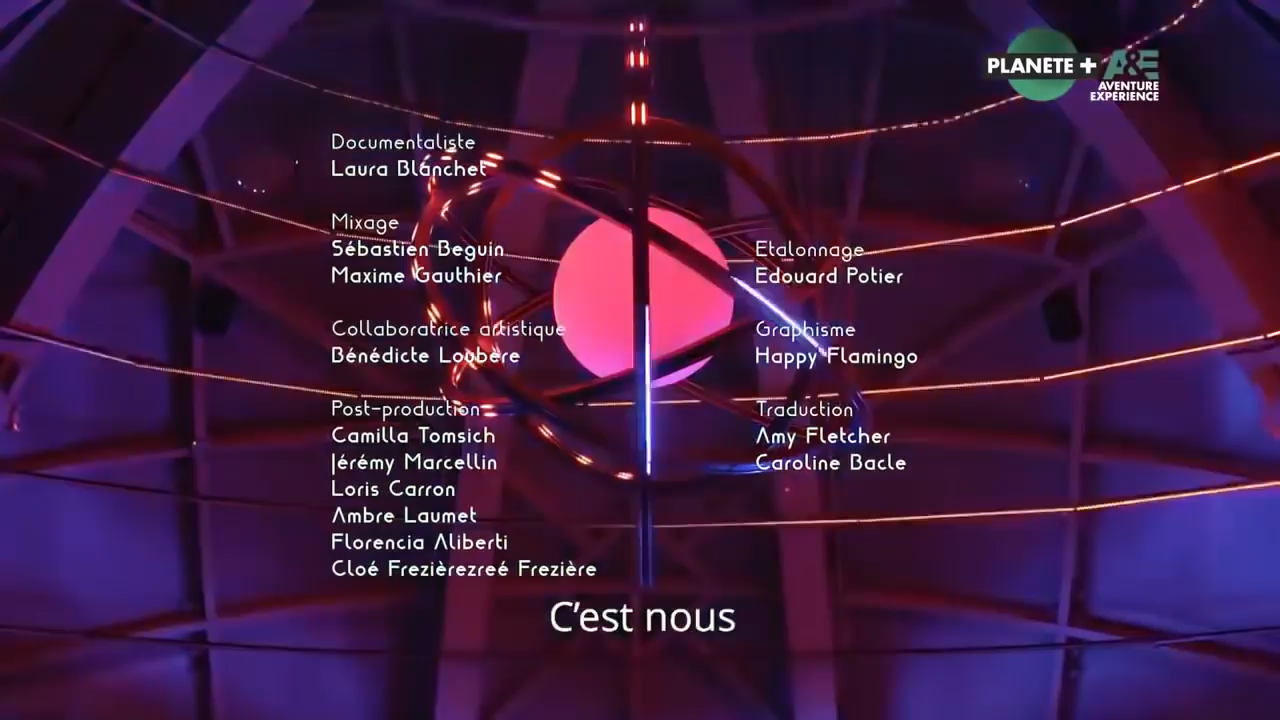 PLANETE + A&E
AVENTURE
EXPERIENCE
Documentaliste
Laura Blanchet
Mixage
Sébastien Beguin
Maxime Gauthier
Collaboratrice artistique
Bénédicte Loubère
Post-production
Camilla Tomsich
Jérémy Marcellin
Loris Carron
Ambre Laumet
Florencia Aliberti
Cloé Frezièrezreé Frezière
Etalonnage
Edouard Potier
Graphisme
Happy Flamingo
Traduction
Amy Fletcher
Caroline Bacle
C'est nous